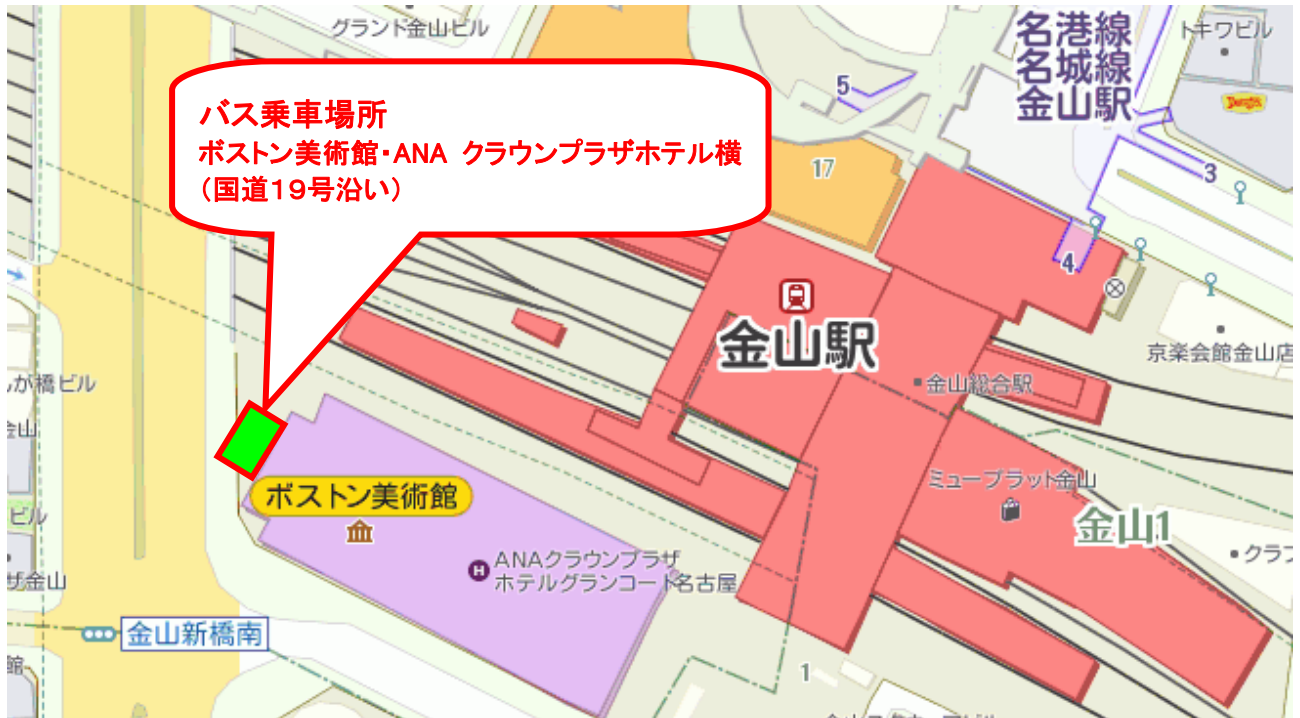 グランド金山ビル
名港線
名城線
金山駅
トキワビル
Denny's
バス乗車場所
ボストン美術館・ANA クラウンプラザホテル横
（国道１９号沿い）
5
17
3
4
金山駅
京楽会館金山店
金山総合駅
が橋ビル
金山
ビル
ボストン美術館
ミュープラット金山
金山1
クラフ
H
ANAクラウンプラザ
ホテルグランコート名古屋
ザ金山
金山新橋南
館
1